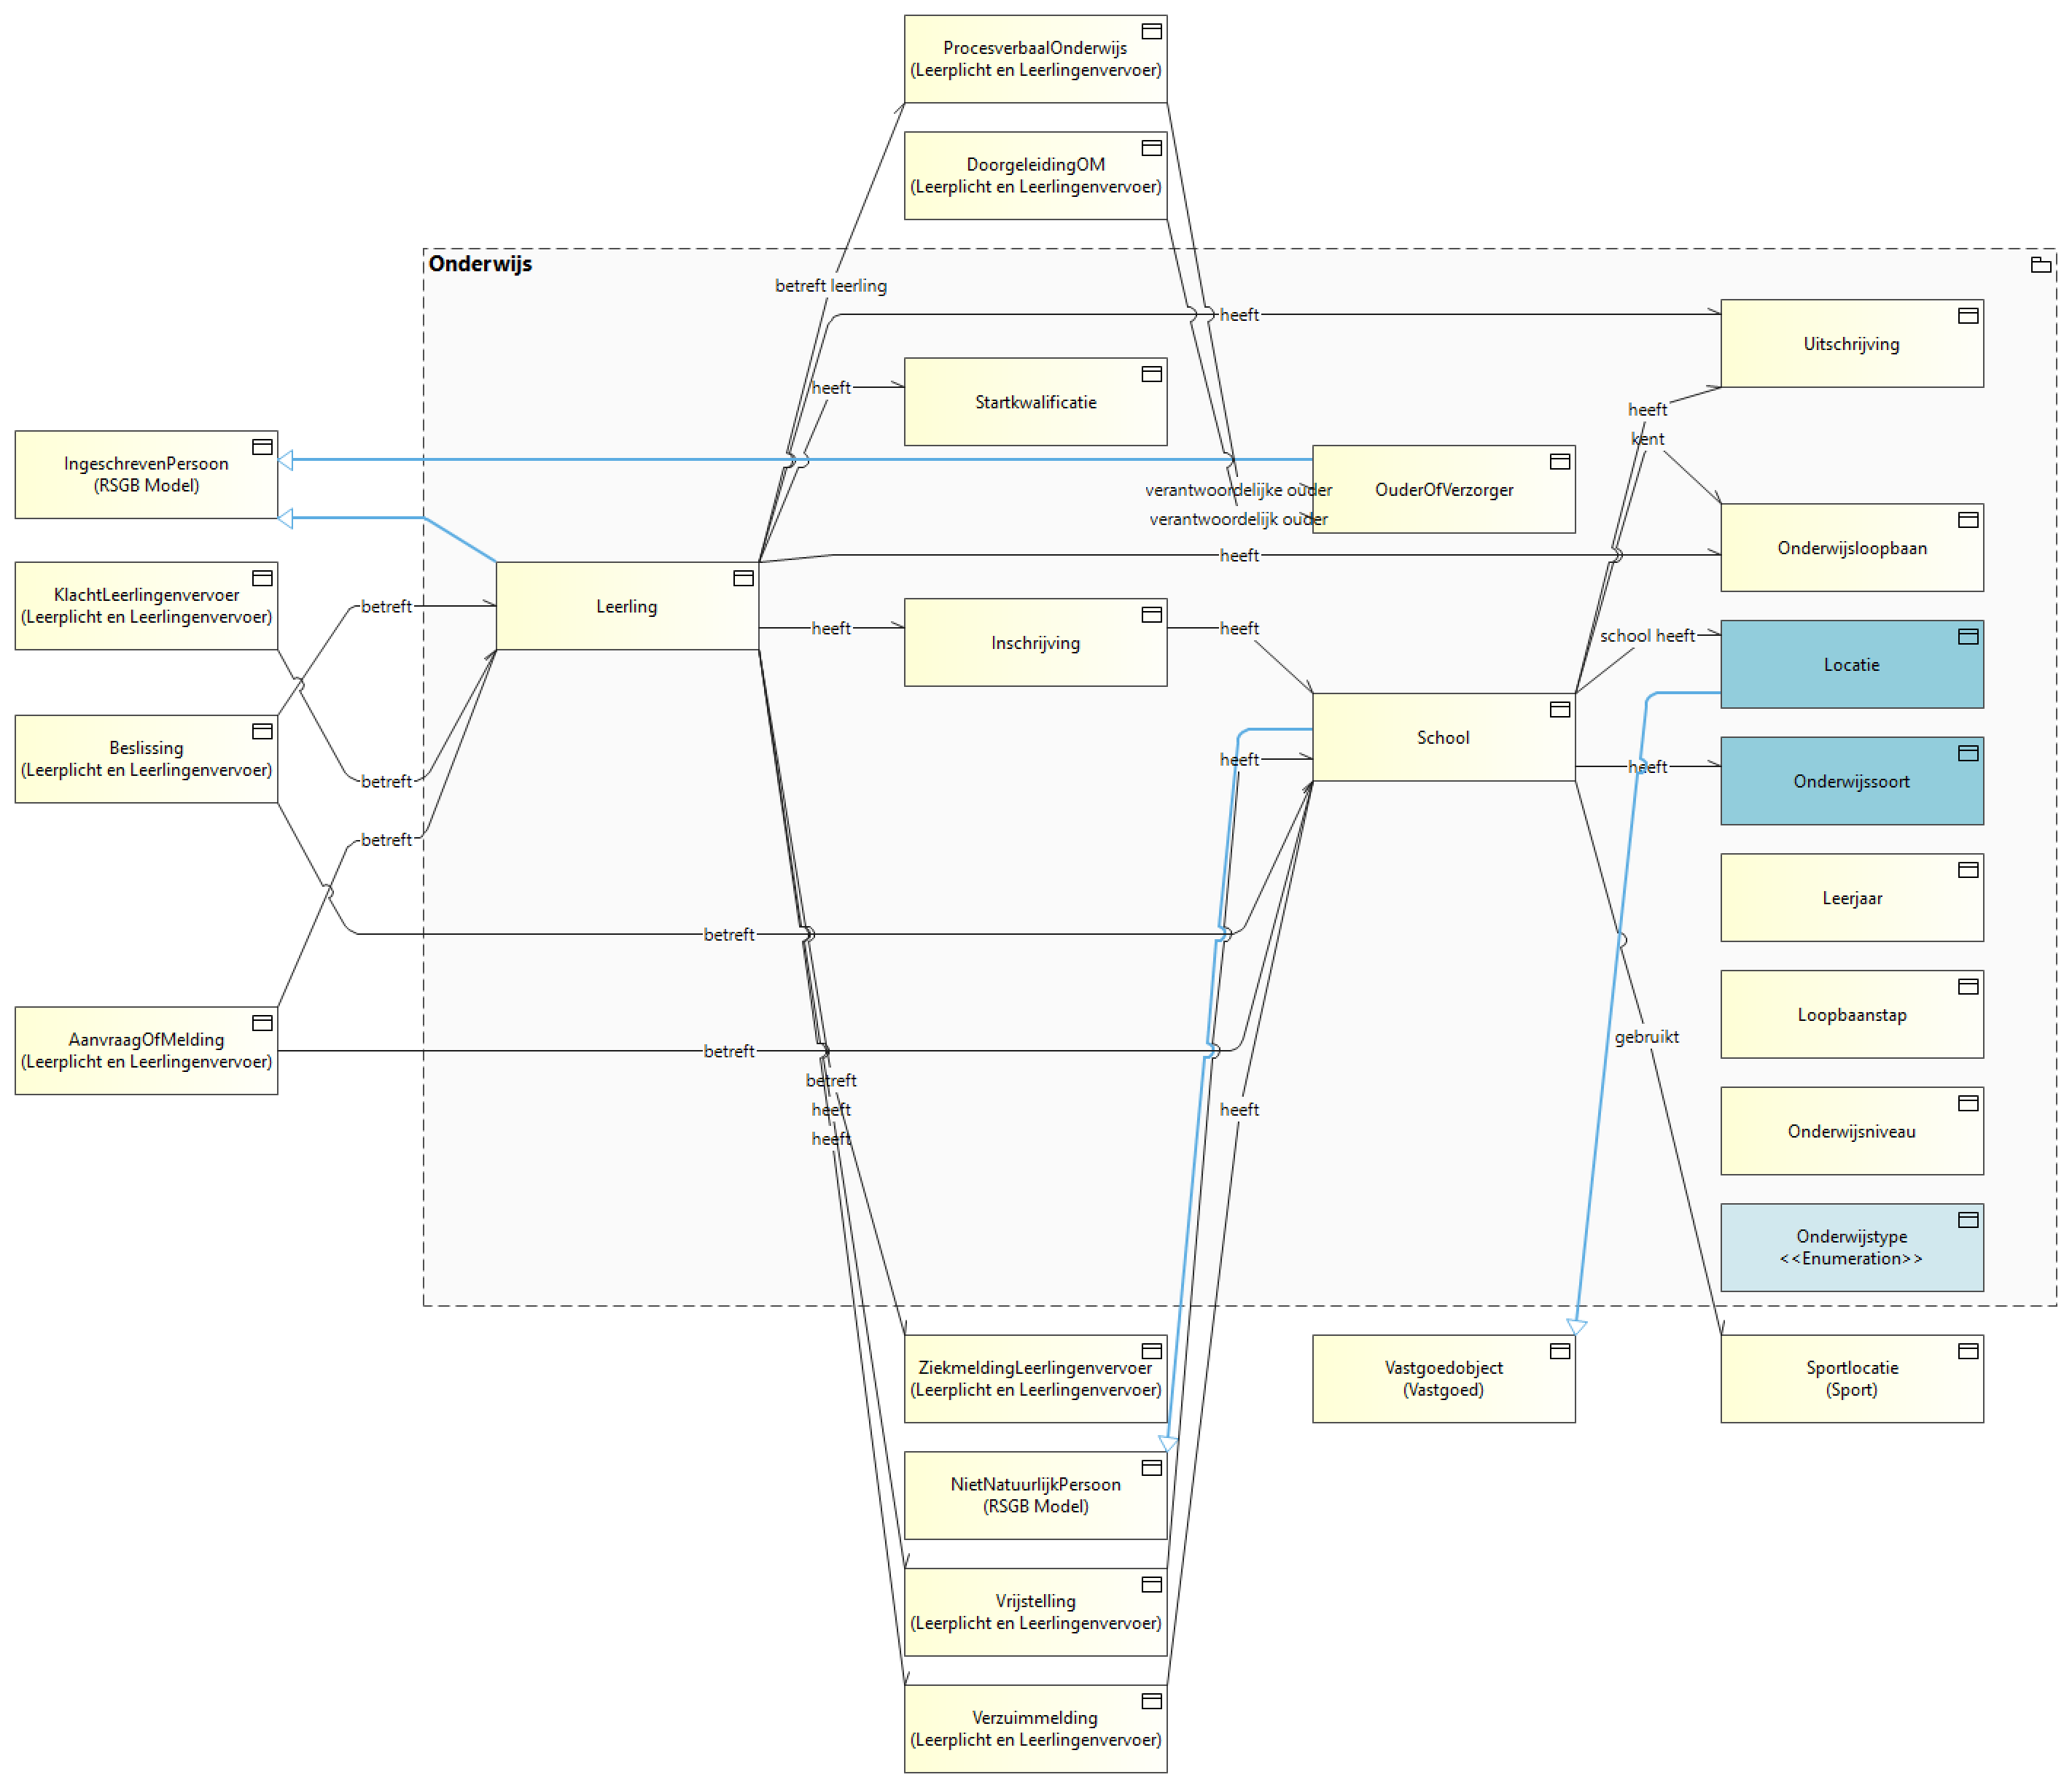 ProcesverbaalOnderwijs
(Leerplicht en Leerlingenvervoer)
DoorgeleidingOM
(Leerplicht en Leerlingenvervoer)
Onderwijs
betreft leerling
heeft
Uitschrijving
heeft
Startkwalificatie
heeft
kent
IngeschrevenPersoon
(RSGB Model)
verantwoordelijke ouder
OuderOfVerzorger
verantwoordelijk ouder
heeft
Onderwijsloopbaan
KlachtLeerlingenvervoer
(Leerplicht en Leerlingenvervoer)
betreft
Leerling
heeft
Inschrijving
heeft
school heeft
Locatie
Beslissing
(Leerplicht en Leerlingenvervoer)
betreft
heeft
School
heeft
Onderwijssoort
betreft
Leerjaar
betreft
Loopbaanstap
AanvraagOfMelding
(Leerplicht en Leerlingenvervoer)
betreft
gebruikt
betreft
heeft
heeft
heeft
Onderwijsniveau
Onderwijstype
<<Enumeration>>
ZiekmeldingLeerlingenvervoer
(Leerplicht en Leerlingenvervoer)
Vastgoedobject
(Vastgoed)
Sportlocatie
(Sport)
NietNatuurlijkPersoon
(RSGB Model)
Vrijstelling
(Leerplicht en Leerlingenvervoer)
Verzuimmelding
(Leerplicht en Leerlingenvervoer)